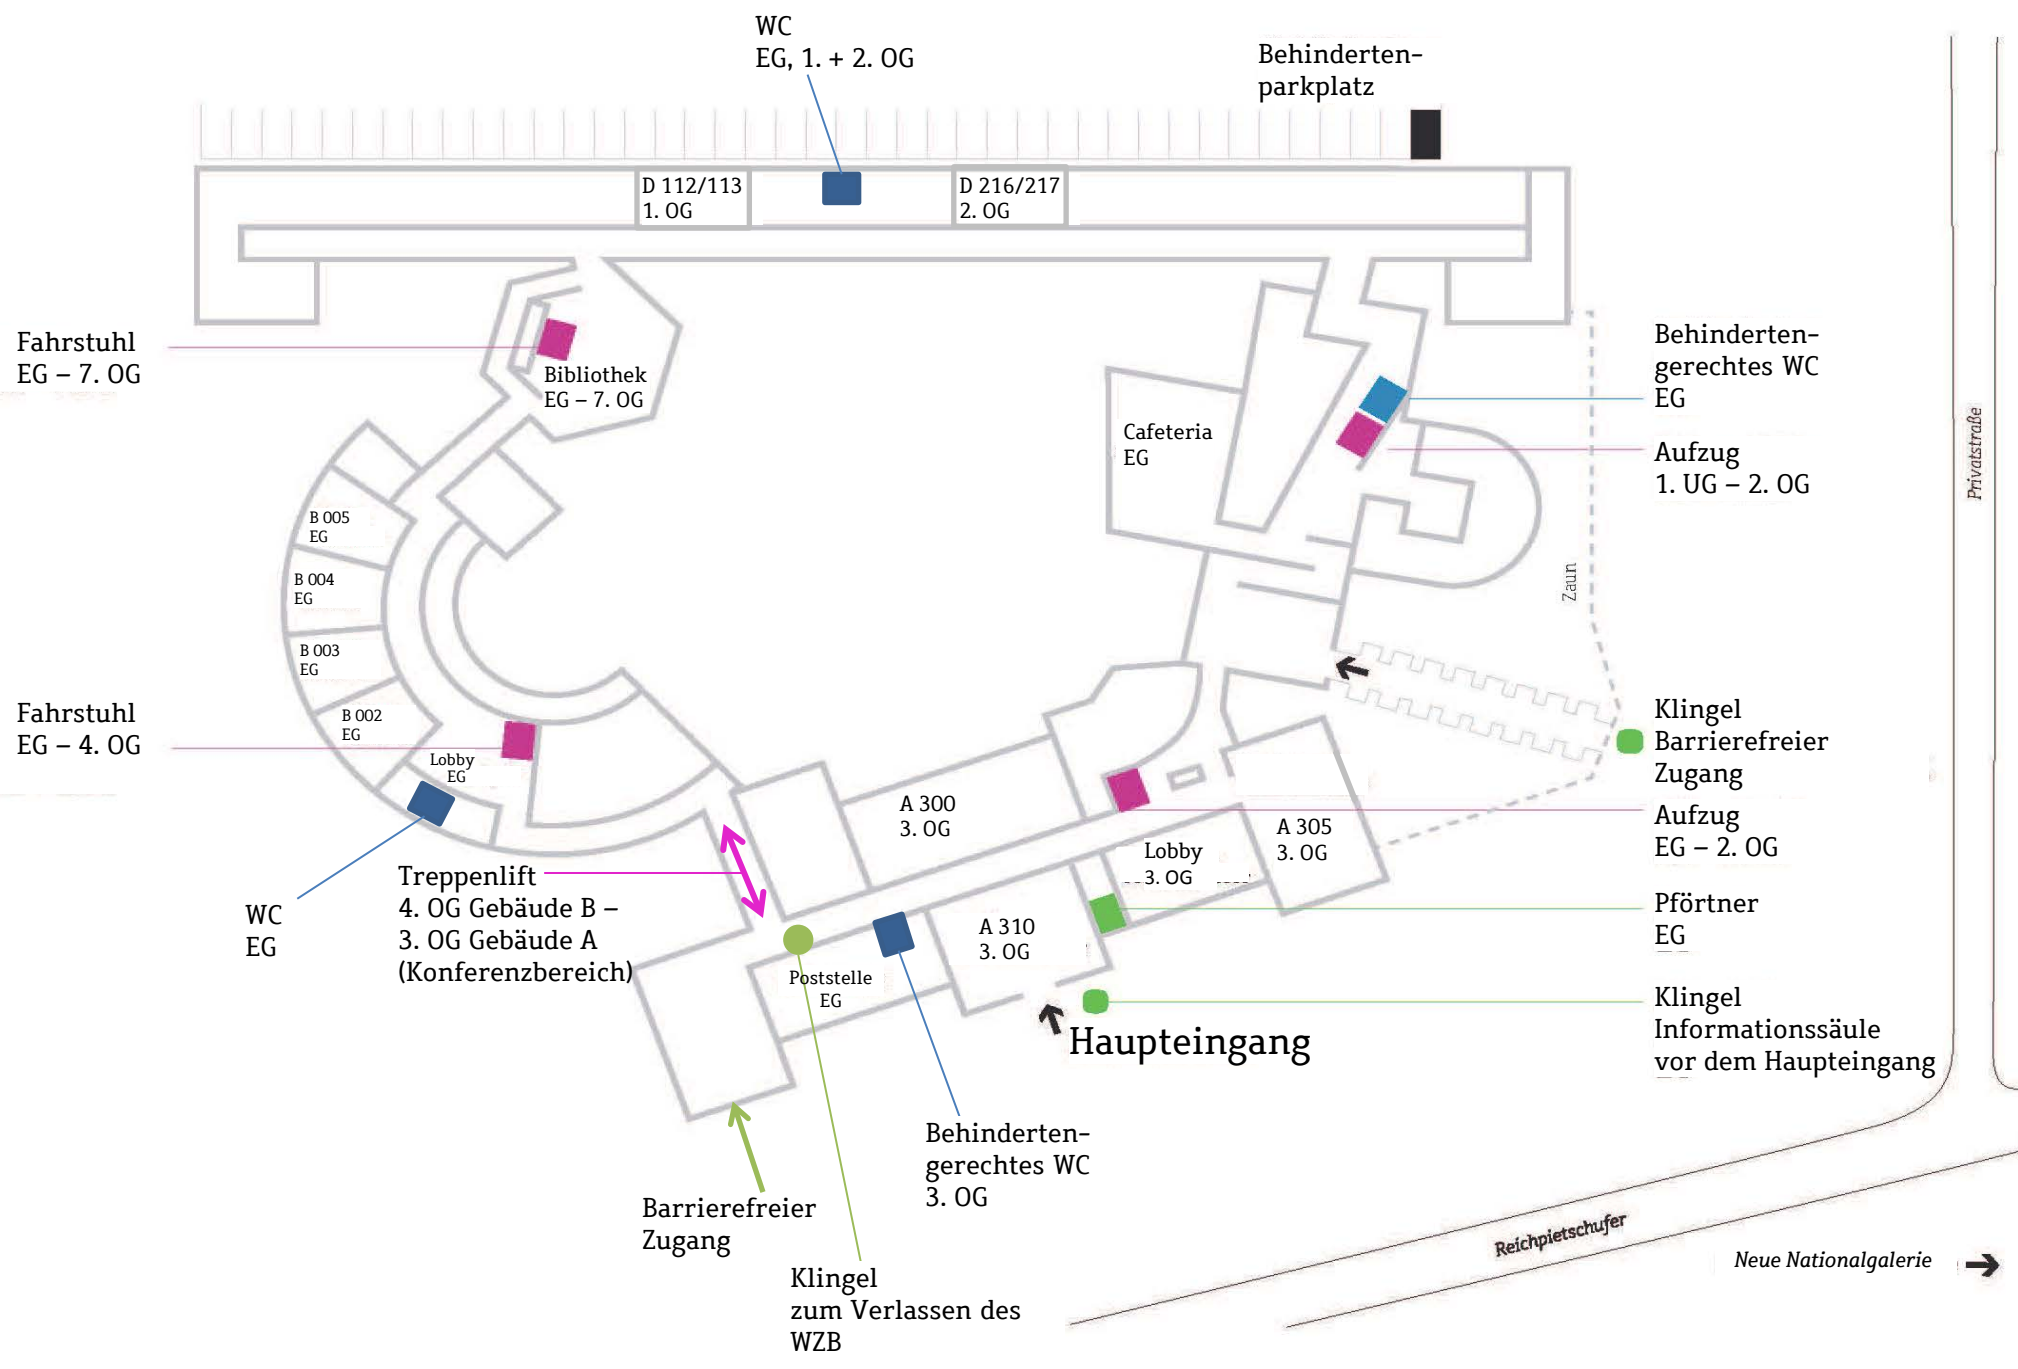 WC
EG, 1. + 2. OG
Behinderten-
parkplatz
D 112/113
1. OG
D 216/217
2. OG
Fahrstuhl
EG – 7. OG
Bibliothek
EG – 7. OG
Behinderten-
gerechtes WC
EG
Cafeteria
EG
Aufzug
1. UG – 2. OG
Privatstraße
Zaun
B 005
EG
B 004
EG
B 003
EG
B 002
EG
Fahrstuhl
EG – 4. OG
Lobby
EG
Klingel
Barrierefreier
Zugang
A 300
3. OG
Aufzug
EG – 2. OG
A 305
3. OG
Lobby
3. OG
WC
EG
Treppenlift
4. OG Gebäude B –
3. OG Gebäude A
(Konferenzbereich)
Pförtner
EG
A 310
3. OG
Poststelle
EG
Klingel
Informationssäule
vor dem Haupteingang
Haupteingang
Behinderten-
gerechtes WC
3. OG
Barrierefreier
Zugang
Klingel
zum Verlassen des
WZB
Reichpietschufer
Neue Nationalgalerie